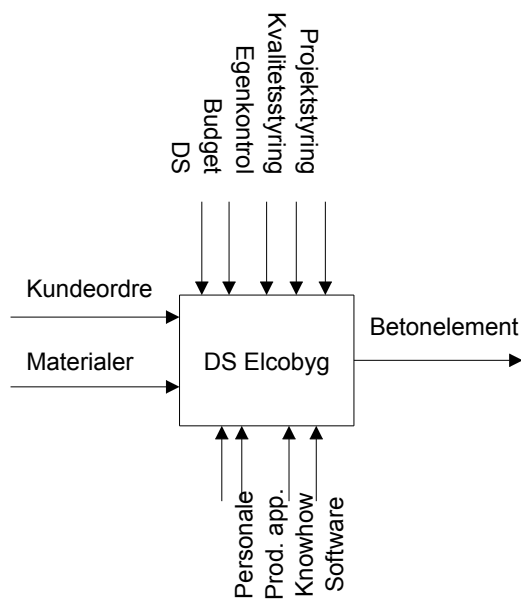 DS
Budget
Egenkontrol
Kvalitetsstyring
Projektstyring
Kundeordre
Materialer
DS Elcobyg
Betonelement
Personale
Prod. app.
Knowhow
Software